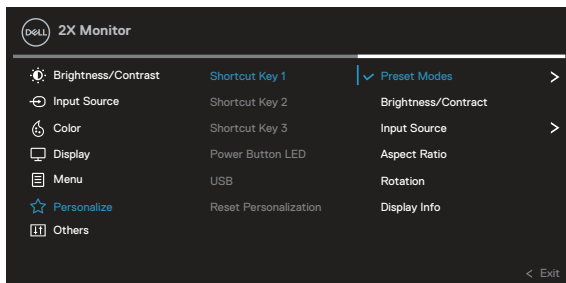 DELL 2X Monitor
Brightness/Contrast Shortcut Key 1 Preset Modes >
Input Source Shortcut Key 2 Brightness/Contract
Color Shortcut Key 3 Input Source >
Display Power Button LED Aspect Ratio
Menu USB Rotation
Personalize Reset Personalization Display Info
Others
< Exit